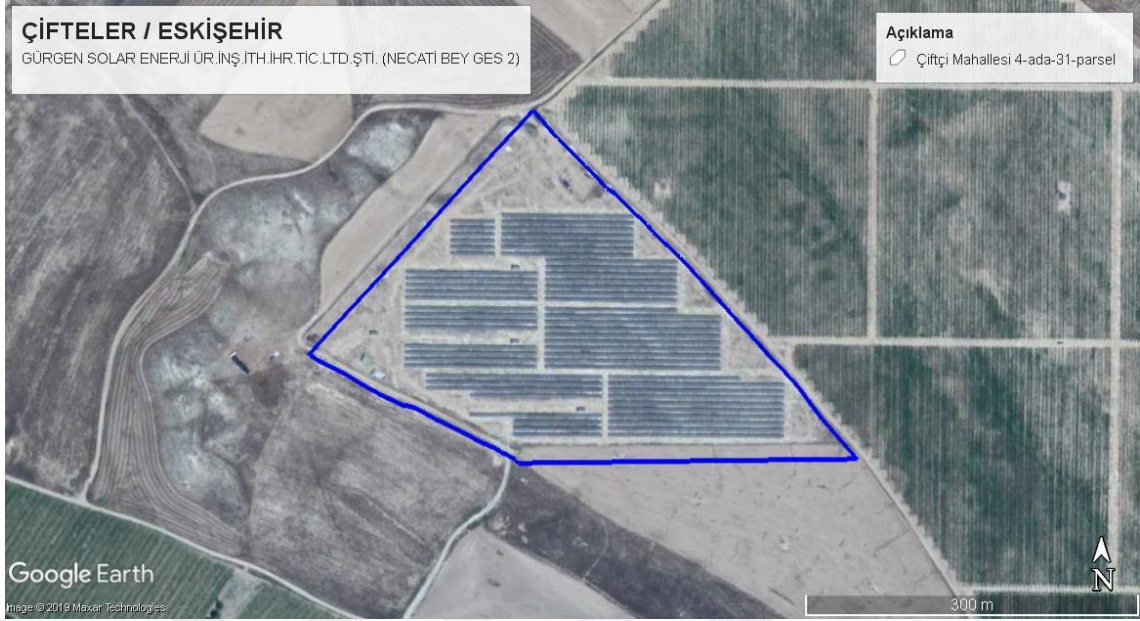 ÇİFTELER / ESKİŞEHİR
GÜRGEN SOLAR ENERJİ ÜR.İNŞ.İTH.İHR.TİC.LTD.ŞTİ. (NECATİ BEY GES 2)
Açıklama
Çiftçi Mahallesi 4-ada-31-parsel
Google Earth
Image © 2019 Maxar Technologies
N
300 m